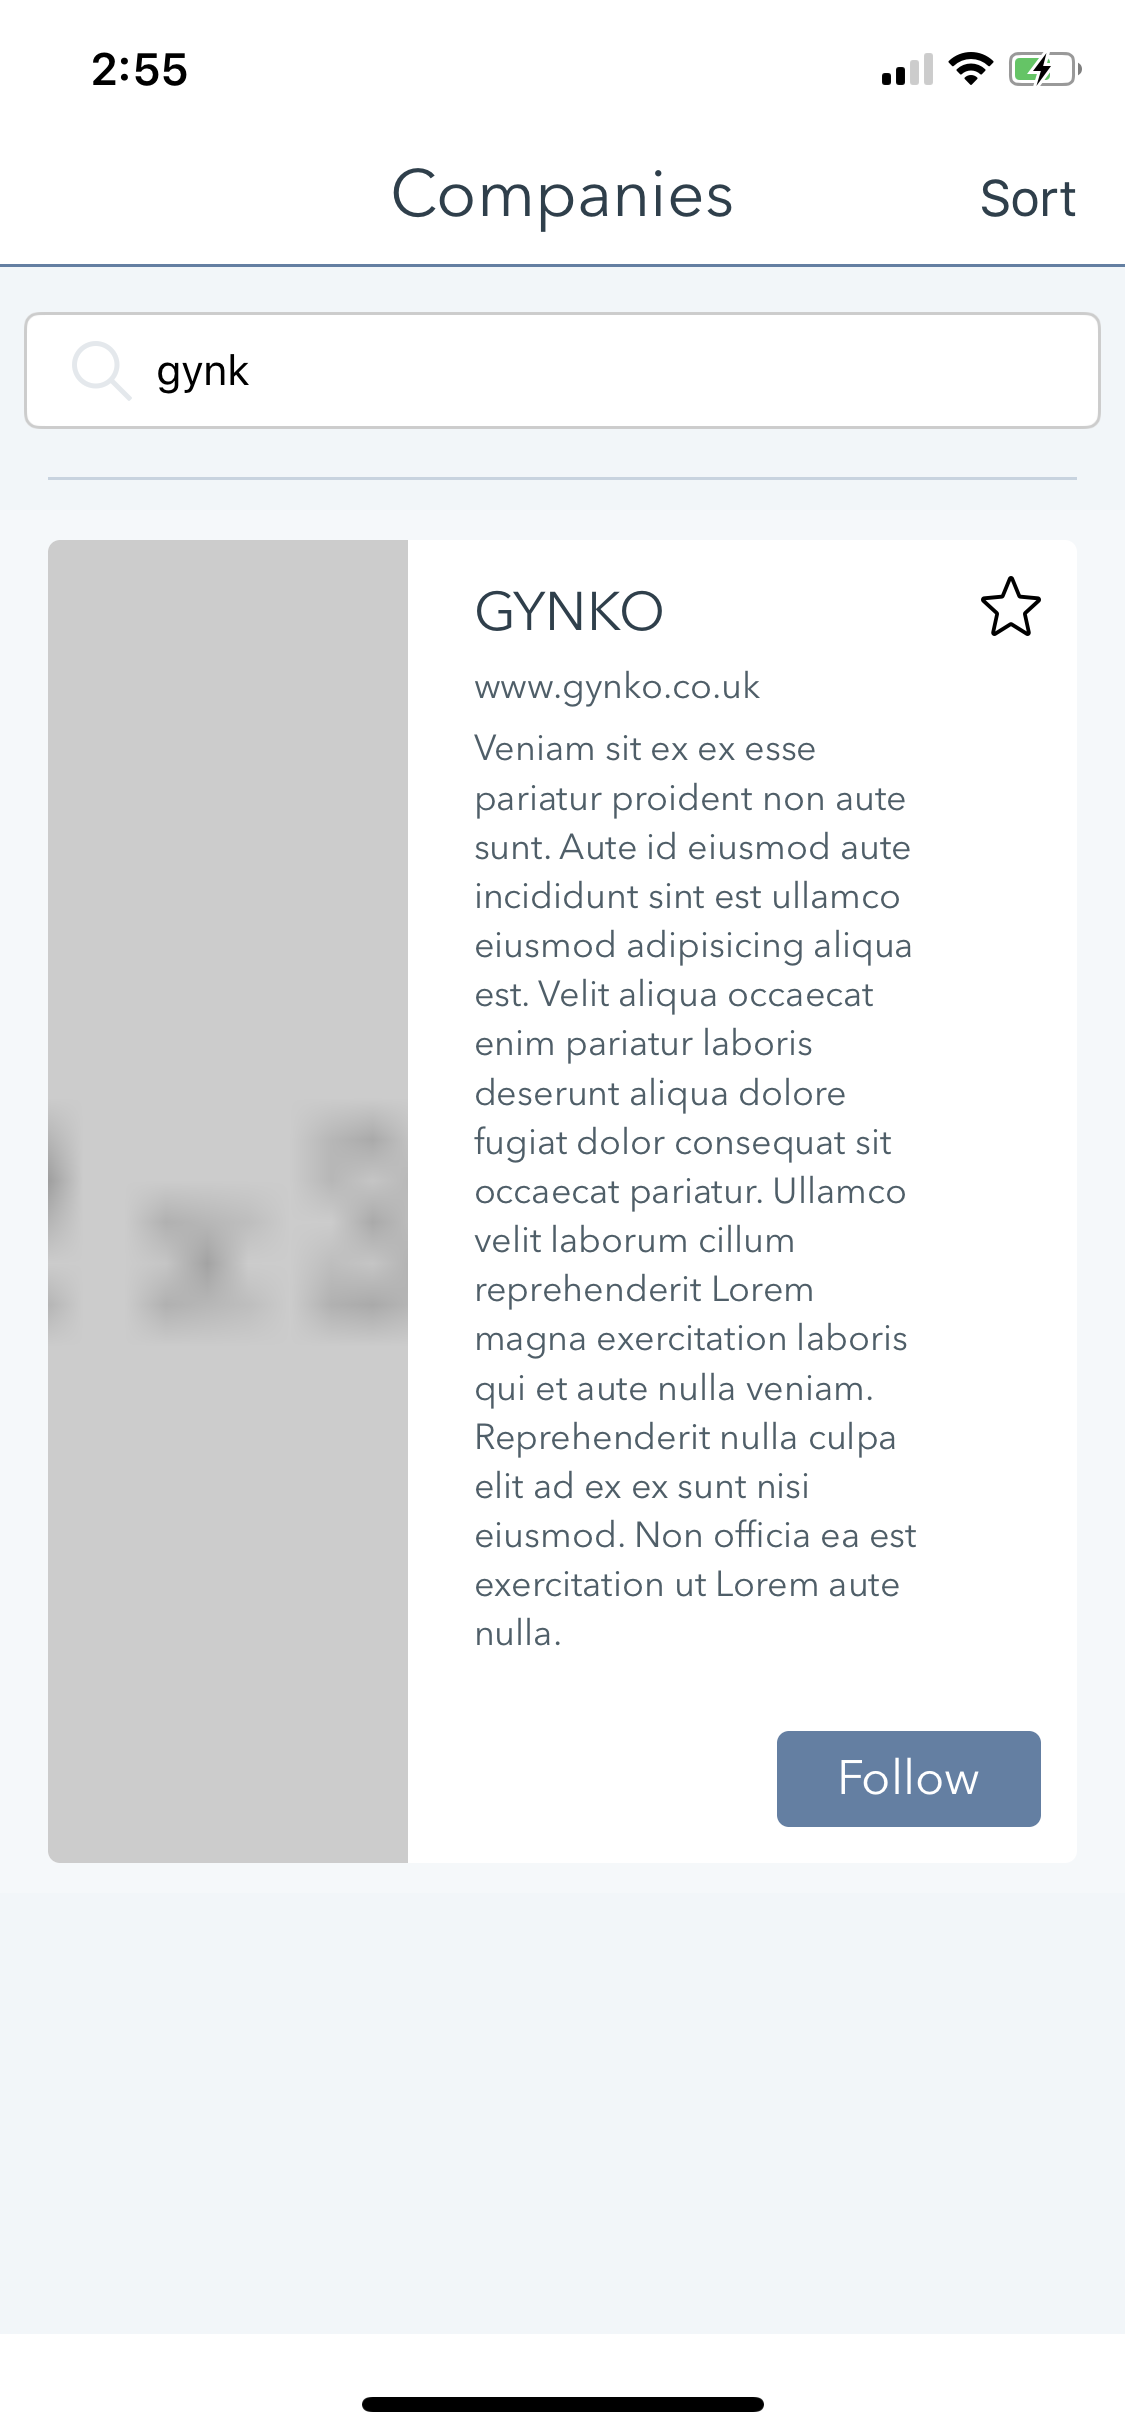 2:55
Companies
Sort
gynk
GYNKO
www.gynko.co.uk
Veniam sit ex ex esse
pariatur proident non aute
sunt. Aute id eiusmod aute
incididunt sint est ullamco
eiusmod adipisicing aliqua
est. Velit aliqua occaecat
enim pariatur laboris
deserunt aliqua dolore
fugiat dolor consequat sit
occaecat pariatur. Ullamco
velit laborum cillum
reprehenderit Lorem
magna exercitation laboris
qui et aute nulla veniam.
Reprehenderit nulla culpa
elit ad ex ex sunt nisi
eiusmod. Non officia ea est
exercitation ut Lorem aute
nulla.
Follow